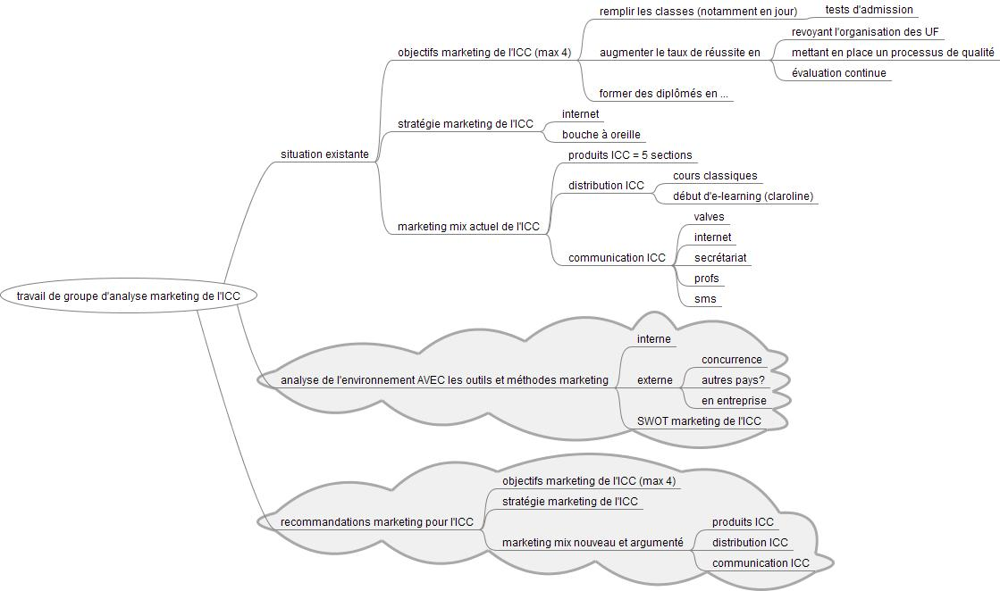 travail de groupe d'analyse marketing de l'ICC
situation existante
objectifs marketing de l'ICC (max 4)
remplir les classes (notamment en jour)
tests d'admission
augmenter le taux de réussite en
revoyant l'organisation des UF
mettant en place un processus de qualité
évaluation continue
former des diplômés en ...
stratégie marketing de l'ICC
internet
bouche à oreille
marketing mix actuel de l'ICC
produits ICC = 5 sections
distribution ICC
cours classiques
début d'e-learning (claroline)
communication ICC
valves
internet
secrétariat
profs
sms
analyse de l'environnement AVEC les outils et méthodes marketing
interne
externe
concurrence
autres pays?
en entreprise
SWOT marketing de l'ICC
recommandations marketing pour l'ICC
objectifs marketing de l'ICC (max 4)
stratégie marketing de l'ICC
marketing mix nouveau et argumenté
produits ICC
distribution ICC
communication ICC